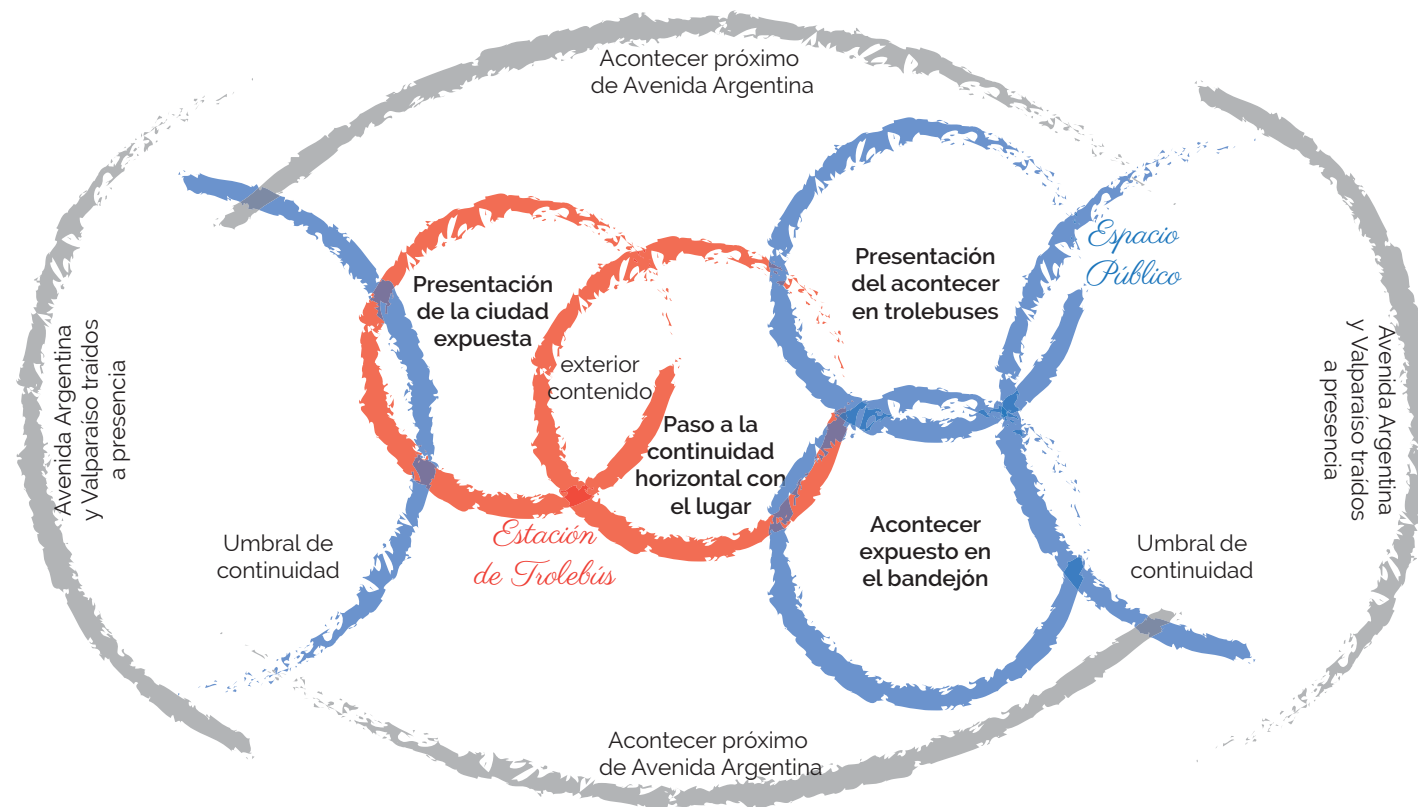 Acontecer próximo
de Avenida Argentina
Avenida Argentina
y Valparaíso traídos
a presencia
Presentación
de la ciudad
expuesta
exterior
contenido
Paso a la
continuidad
horizontal con
el lugar
Estación
de Trolebús
Presentación
del acontecer
en trolebuses
Espacio
Público
Acontecer
expuesto en
el bandejón
Umbral de
continuidad
Umbral de
continuidad
Avenida Argentina
y Valparaíso traídos
a presencia
Acontecer próximo
de Avenida Argentina